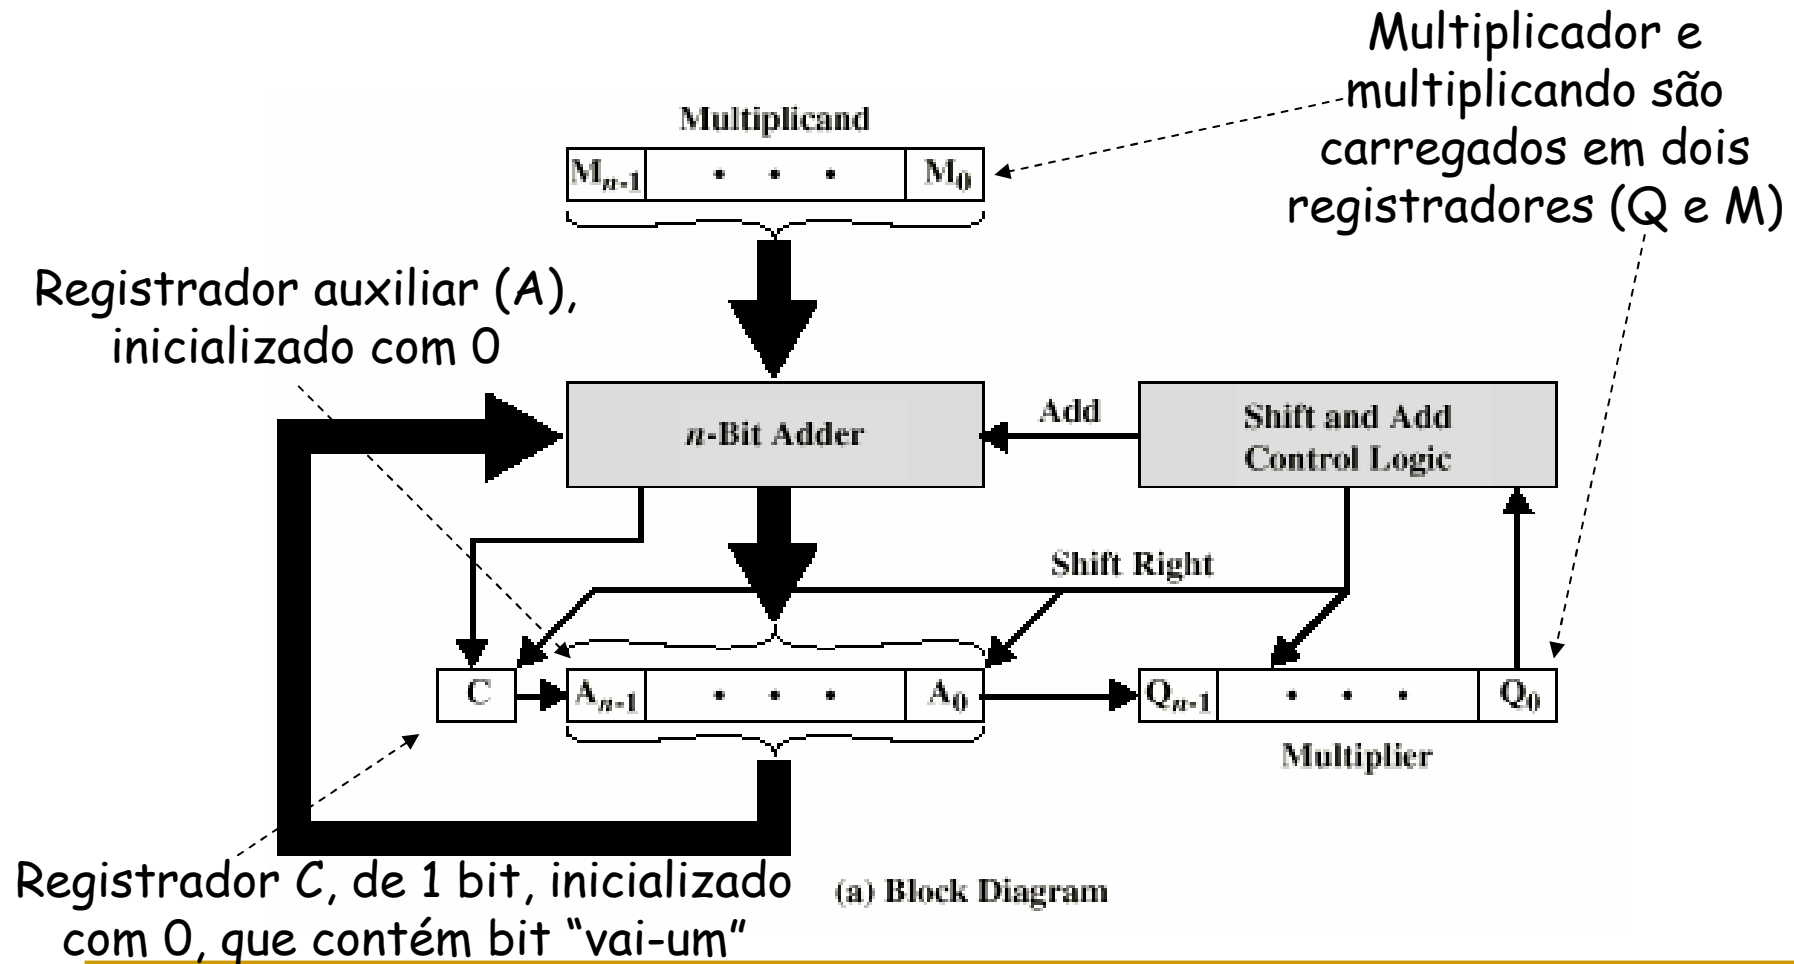 Multiplicador e
multiplicando são
carregados em dois
registradores (Q e M)
Multiplicand
Mn-1 • • • M0
Registrador auxiliar (A),
inicializado com 0
n-Bit Adder
Add
Shift and Add
Control Logic
Shift Right
C
An-1 • • • A0
Qn-1 • • • Q0
Multiplier
Registrador C, de 1 bit, inicializado
com 0, que contém bit “vai-um”
(a) Block Diagram